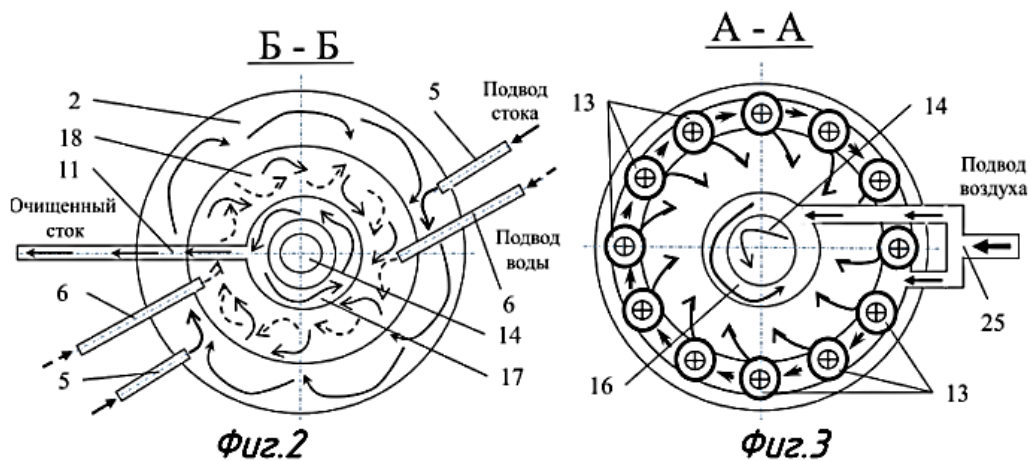 Б - Б
2
18
11
Очищенный
сток
6
5
5
Подвод
стока
Подвод
воды
6
14
17
Фиг.2
А - А
13
14
Подвод
воздуха
25
16
13
Фиг.3